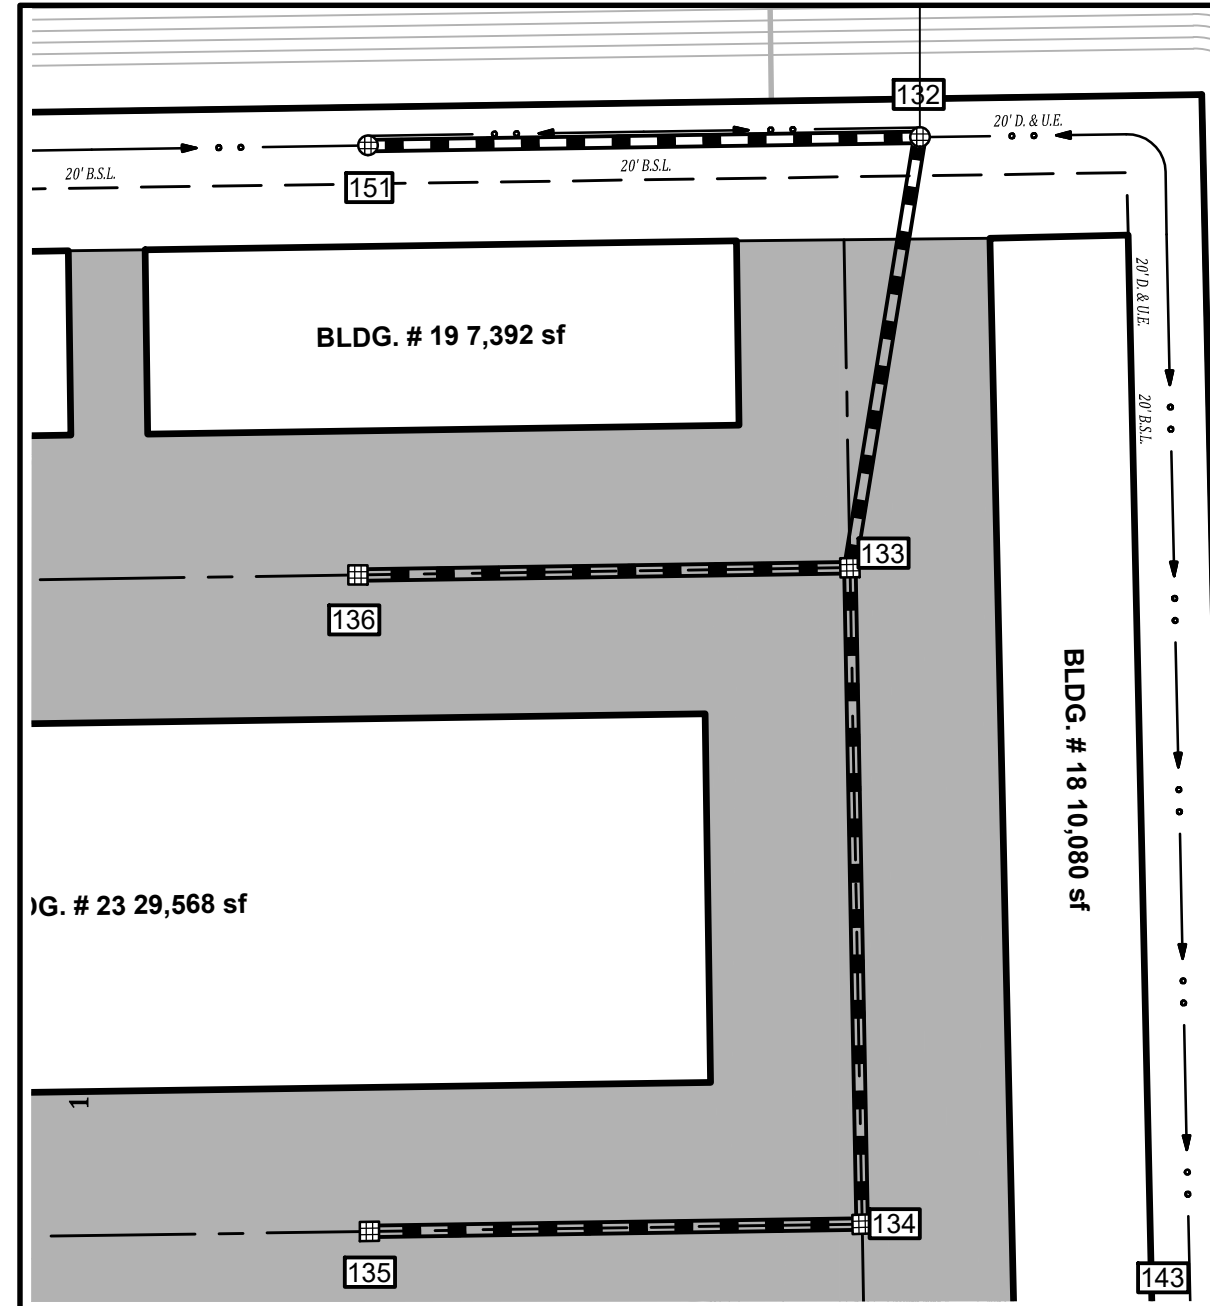 132
20' D. & U.E.
20' B.S.L.
20' B.S.L.
151
20' D. & U.E.
BLDG. # 19 7,392 sf
20' B.S.L.
133
136
BLDG. # 18 10,080 sf
G. # 23 29,568 sf
1
134
135
143